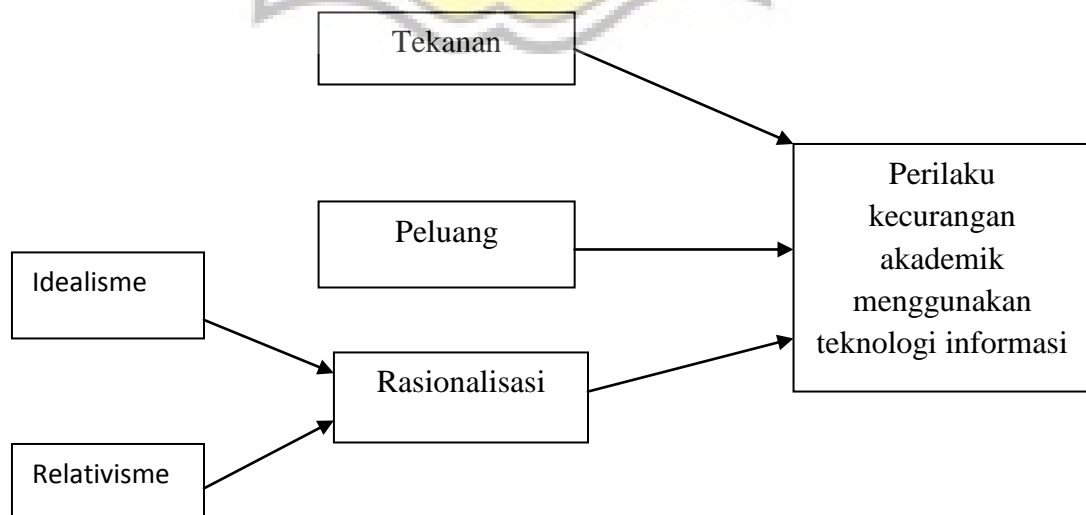 Tekanan
Peluang
Idealisme
Rasionalisasi
Relativisme
Perilaku
kecurangan
akademik
menggunakan
teknologi informasi